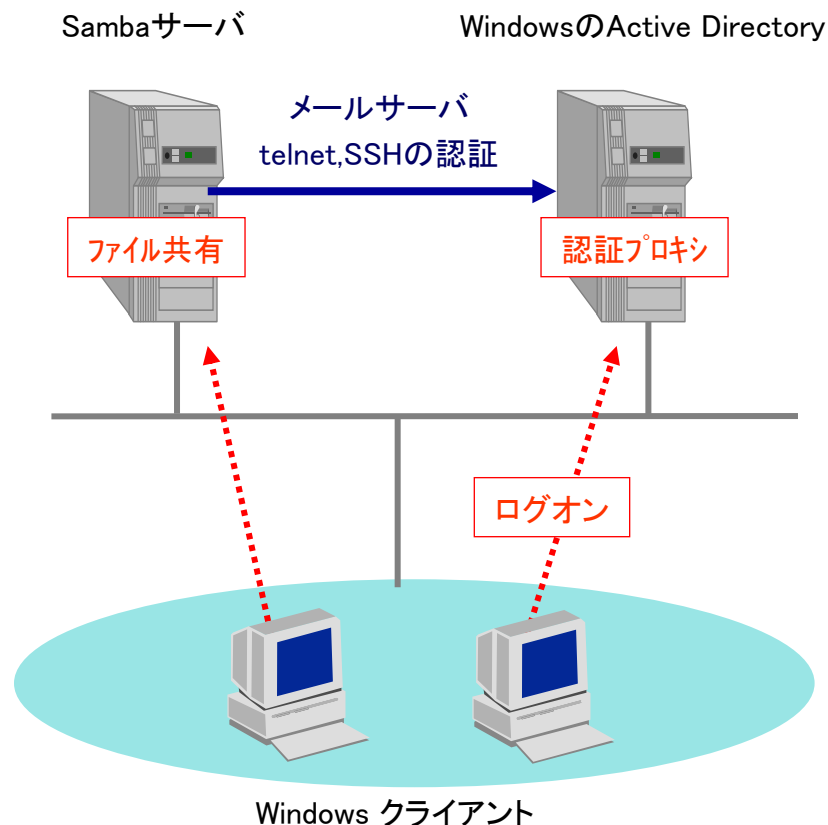 Sambaサーバ
WindowsのActive Directory
メールサーバ
telnet,SSHの認証
ファイル共有
認証プロキシ
ログオン
Windows クライアント